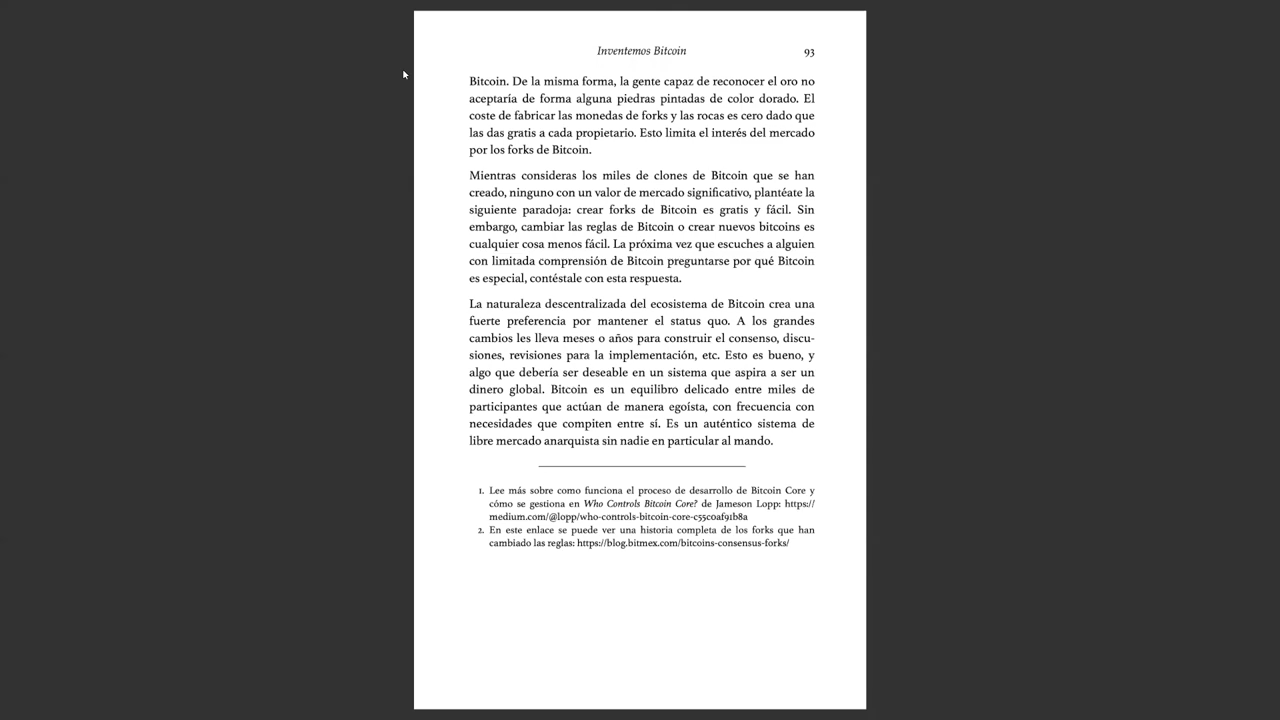 Inventemos Bitcoin 93
Bitcoin. De la misma forma, la gente capaz de reconocer el oro no
aceptaría de forma alguna piedras pintadas de color dorado. El
coste de fabricar las monedas de forks y las rocas es cero dado que
las das gratis a cada propietario. Esto limita el interés del mercado
por los forks de Bitcoin.
Mientras consideras los miles de clones de Bitcoin que se han
creado, ninguno con un valor de mercado significativo, plantéate la
siguiente paradoja: crear forks de Bitcoin es gratis y fácil. Sin
embargo, cambiar las reglas de Bitcoin o crear nuevos bitcoins es
cualquier cosa menos fácil. La próxima vez que escuches a alguien
con limitada comprensión de Bitcoin preguntarse por qué Bitcoin
es especial, contéstale con esta respuesta.
La naturaleza descentralizada del ecosistema de Bitcoin crea una
fuerte preferencia por mantener el status quo. A los grandes
cambios les lleva meses o años para construir el consenso, discu-
siones, revisiones para la implementación, etc. Esto es bueno, y
algo que debería ser deseable en un sistema que aspira a ser un
dinero global. Bitcoin es un equilibro delicado entre miles de
participantes que actúan de manera egoísta, con frecuencia con
necesidades que compiten entre sí. Es un auténtico sistema de
libre mercado anarquista sin nadie en particular al mando.
1. Lee más sobre como funciona el proceso de desarrollo de Bitcoin Core y
cómo se gestiona en Who Controls Bitcoin Core? de Jameson Lopp: https://
medium.com/@lopp/who-controls-bitcoin-core-c55c0af91b8a
2. En este enlace se puede ver una historia completa de los forks que han
cambiado las reglas: https://blog.bitmex.com/bitcoins-consensus-forks/